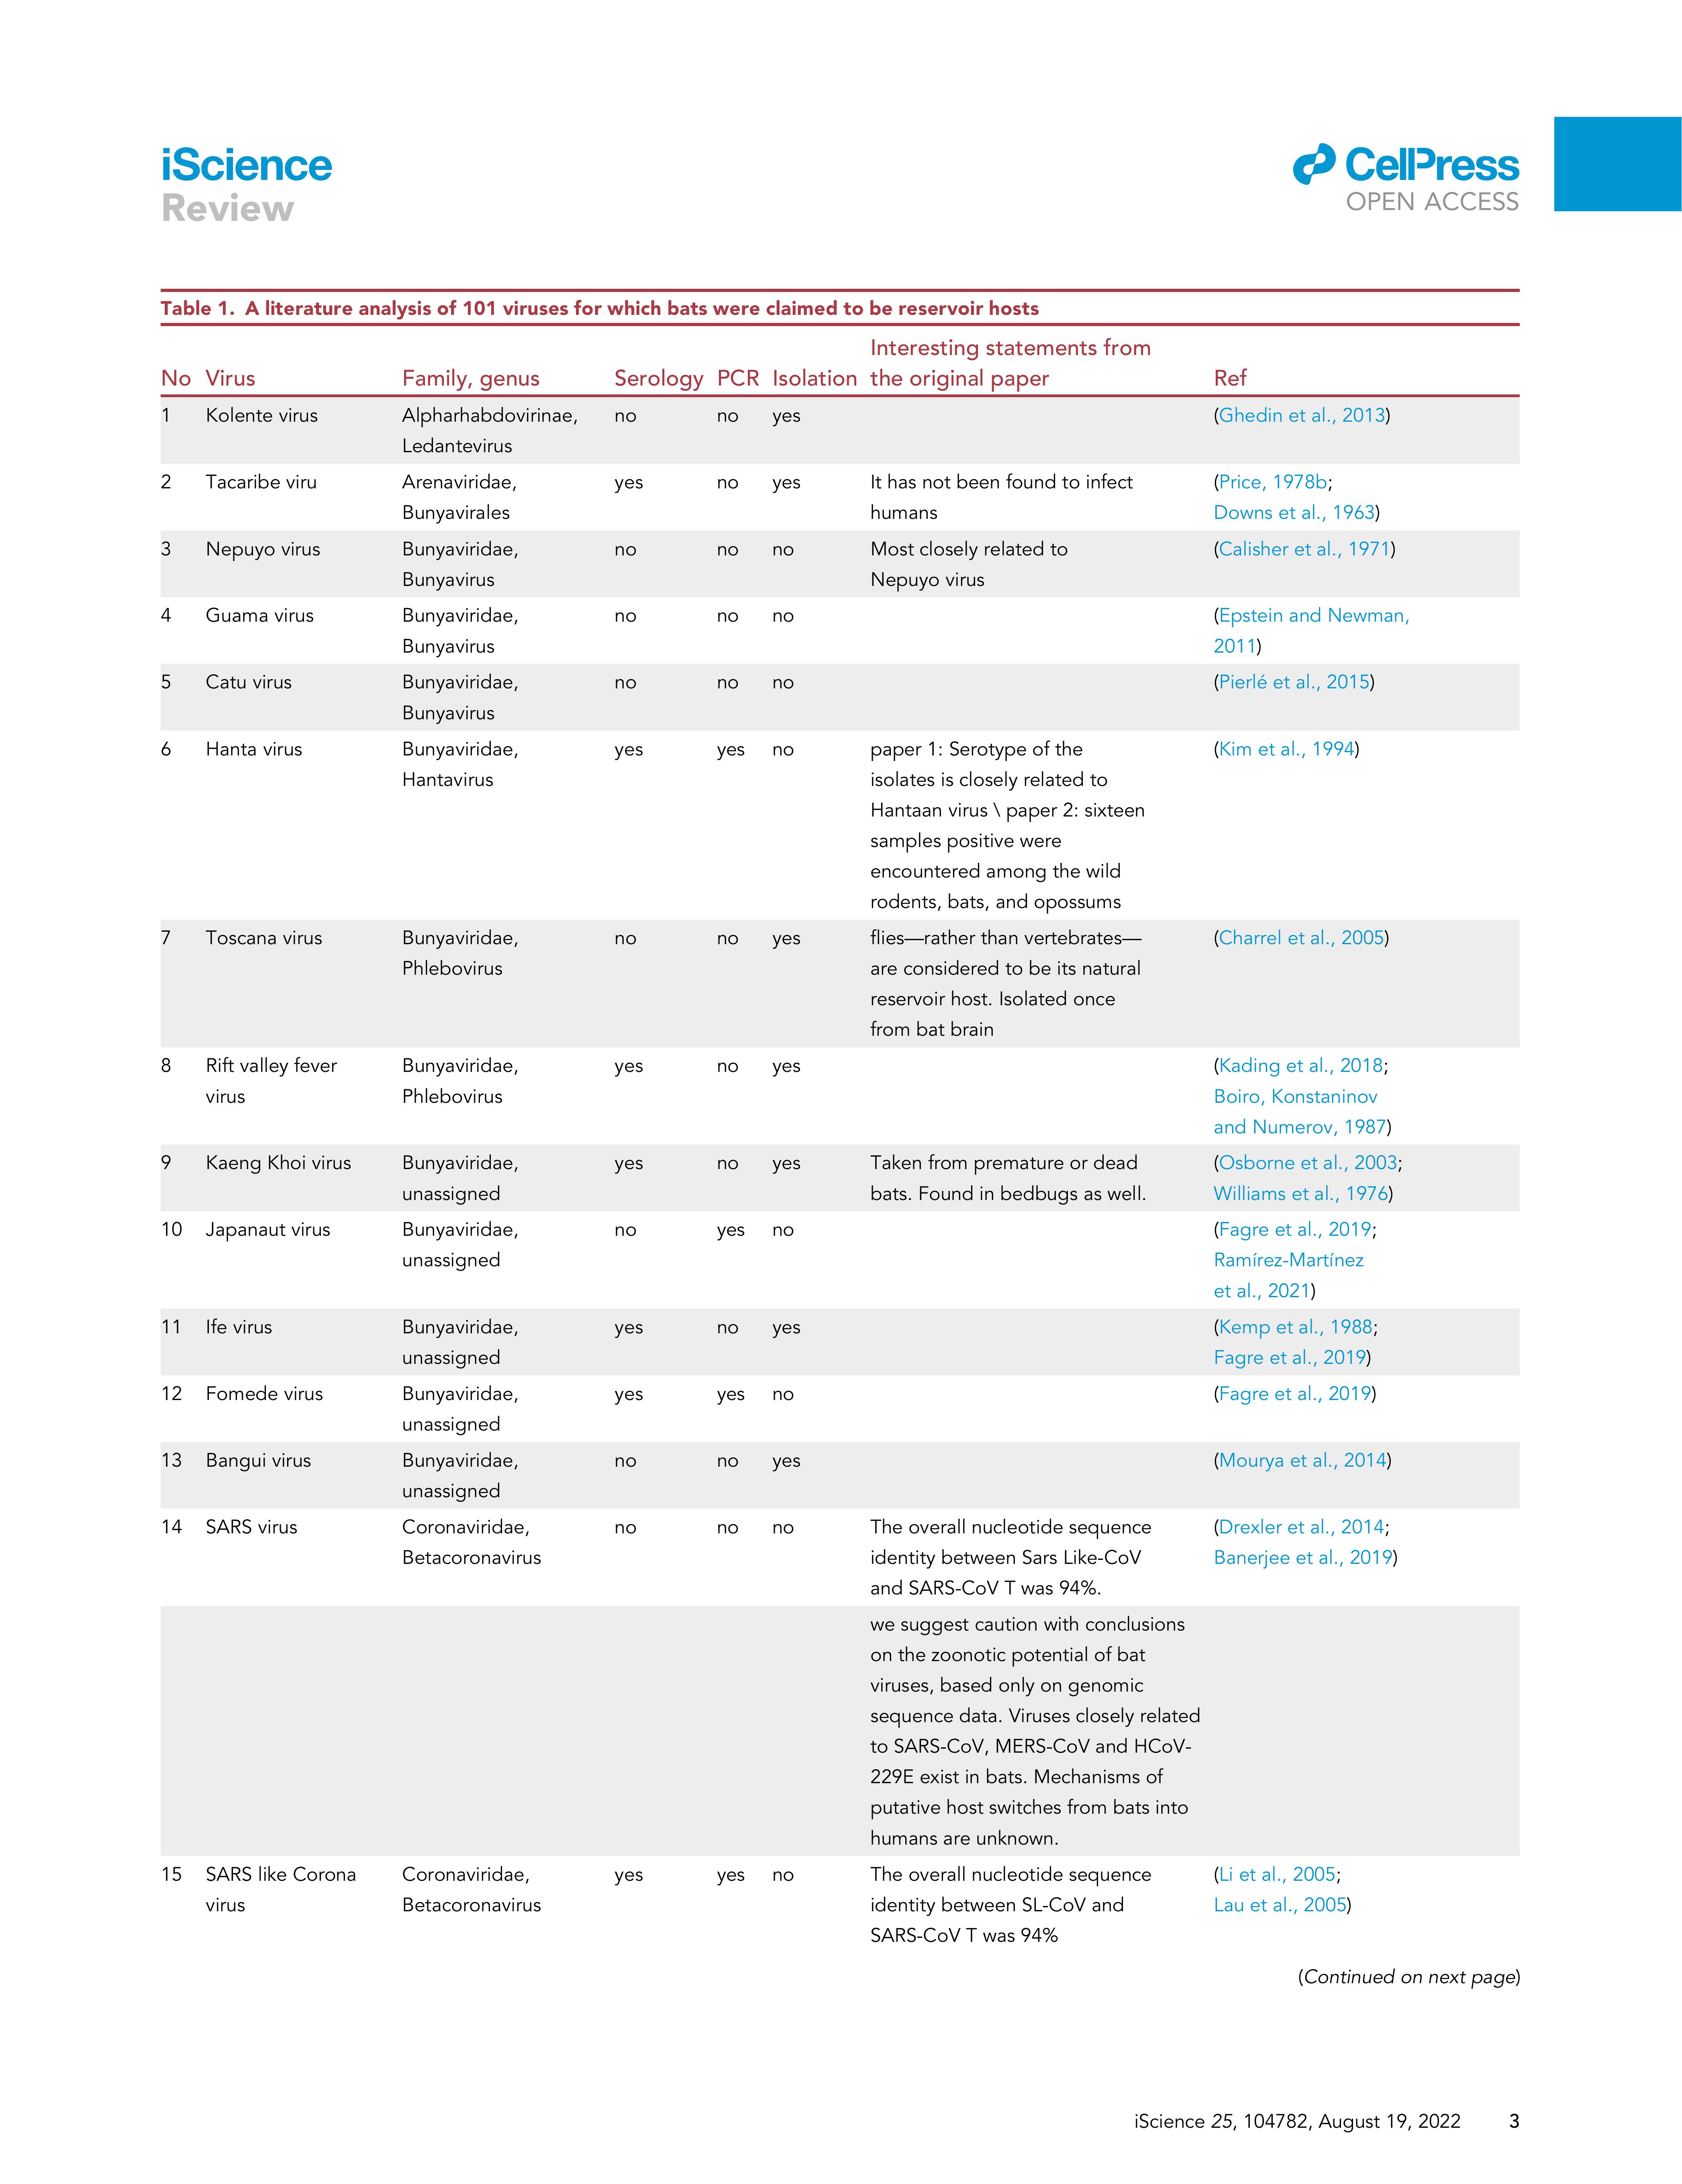 iScience
Review
CellPress
OPEN ACCESS
Table 1. A literature analysis of 101 viruses for which bats were claimed to be reservoir hosts
No Virus Family, genus Serology PCR Isolation Interesting statements from the original paper Ref
1 Kolente virus Alpharhabdovirinae, no no yes (Ghedin et al., 2013)
Ledantevirus
2 Tacaribe viru Arenaviridae, yes no yes It has not been found to infect (Price, 1978b;
Bunyavirales humans Downs et al., 1963)
3 Nepuyo virus Bunyaviridae, no no no Most closely related to (Calisher et al., 1971)
Bunyavirus Nepuyo virus
4 Guama virus Bunyaviridae, no no no (Epstein and Newman,
Bunyavirus 2011)
5 Catu virus Bunyaviridae, no no no (Pierlé et al., 2015)
Bunyavirus
6 Hanta virus Bunyaviridae, yes yes no paper 1: Serotype of the (Kim et al., 1994)
Hantavirus isolates is closely related to
Hantaan virus \ paper 2: sixteen
samples positive were
encountered among the wild
rodents, bats, and opossums
7 Toscana virus Bunyaviridae, no no yes flies—rather than vertebrates— (Charrel et al., 2005)
Phlebovirus are considered to be its natural
reservoir host. Isolated once
from bat brain
8 Rift valley fever Bunyaviridae, yes no yes (Kading et al., 2018;
virus Phlebovirus Boiro, Konstaninov
and Numerov, 1987)
9 Kaeng Khoi virus Bunyaviridae, yes no yes Taken from premature or dead (Osborne et al., 2003;
unassigned bats. Found in bedbugs as well. Williams et al., 1976)
10 Japanaut virus Bunyaviridae, no yes no (Fagre et al., 2019;
unassigned Ramírez-Martínez
et al., 2021)
11 Ife virus Bunyaviridae, yes no yes (Kemp et al., 1988;
unassigned Fagre et al., 2019)
12 Fomede virus Bunyaviridae, yes yes no (Fagre et al., 2019)
unassigned
13 Bangui virus Bunyaviridae, no no yes (Mourya et al., 2014)
unassigned
14 SARS virus Coronaviridae, no no no The overall nucleotide sequence (Drexler et al., 2014;
Betacoronavirus identity between Sars Like-CoV Banerjee et al., 2019)
and SARS-CoV T was 94%.
we suggest caution with conclusions
on the zoonotic potential of bat
viruses, based only on genomic
sequence data. Viruses closely related
to SARS-CoV, MERS-CoV and HCoV-
229E exist in bats. Mechanisms of
putative host switches from bats into
humans are unknown.
15 SARS like Corona Coronaviridae, yes yes no The overall nucleotide sequence (Li et al., 2005;
virus Betacoronavirus identity between SL-CoV and Lau et al., 2005)
SARS-CoV T was 94%
(Continued on next page)
iScience 25, 104782, August 19, 2022 3